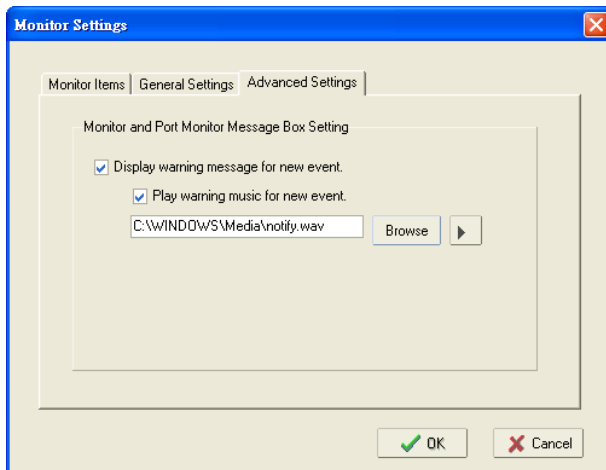 Monitor Settings
Monitor Items General Settings Advanced Settings
Monitor and Port Monitor Message Box Setting
Display warning message for new event.
Play warning music for new event.
C:\WINDOWS\Media\notify.wav Browse
OK Cancel